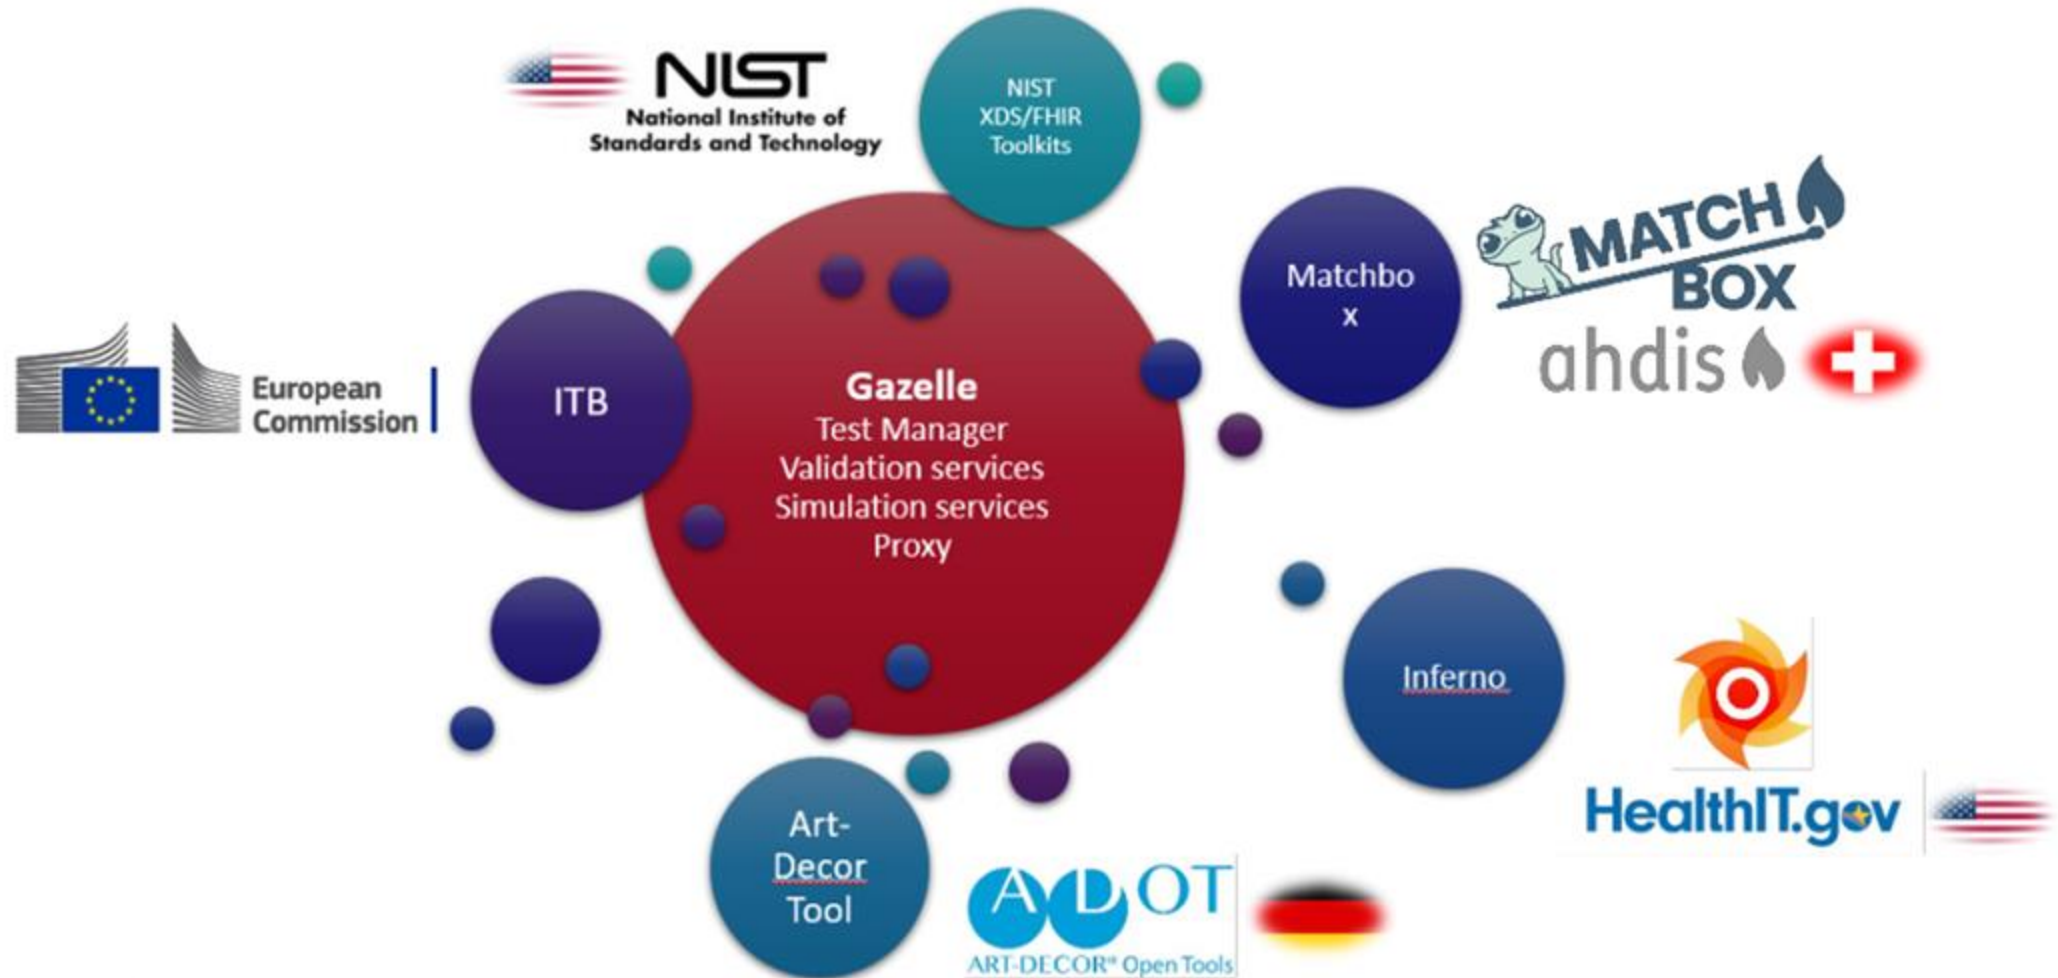 NIST
National Institute of
Standards and Technology
NIST
XDS/FHIR
Toolkits
Matchbo
x
MATCH
BOX
ahdis
European
Commission
ITB
Gazelle
Test Manager
Validation services
Simulation services
Proxy
Inferno
HealthIT.gov
Art-
Decor
Tool
ADOT
ART-DECOR® Open Tools